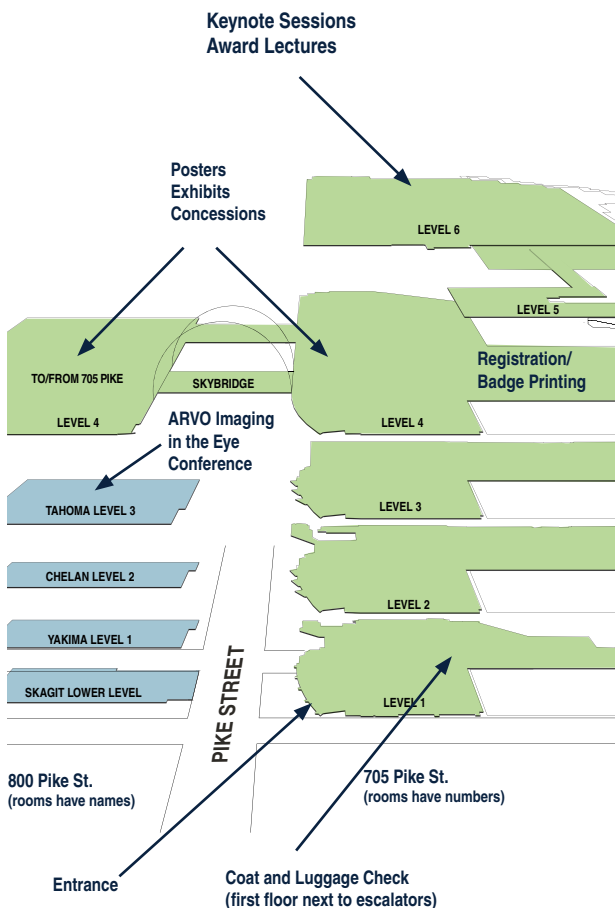 Keynote Sessions
Award Lectures
Posters
Exhibits
Concessions
LEVEL 6
LEVEL 5
TO/FROM 705 PIKE
SKYBRIDGE
Registration/
Badge Printing
LEVEL 4
LEVEL 4
ARVO Imaging
in the Eye
Conference
LEVEL 3
TAHOMA LEVEL 3
CHELAN LEVEL 2
LEVEL 2
YAKIMA LEVEL 1
SKAGIT LOWER LEVEL
LEVEL 1
PIKE STREET
800 Pike St.
(rooms have names)
705 Pike St.
(rooms have numbers)
Entrance
Coat and Luggage Check
(first floor next to escalators)